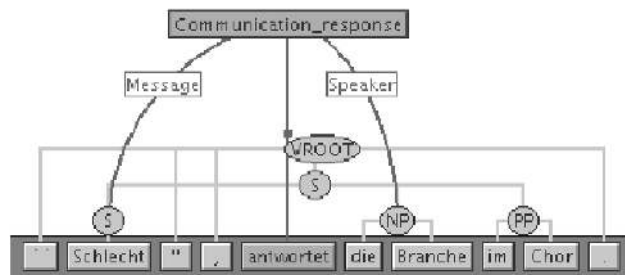 Communication_response
Message Speaker
VROOT
S
S NP PP
`` Schlecht " , antwortet die Branche im Chor .